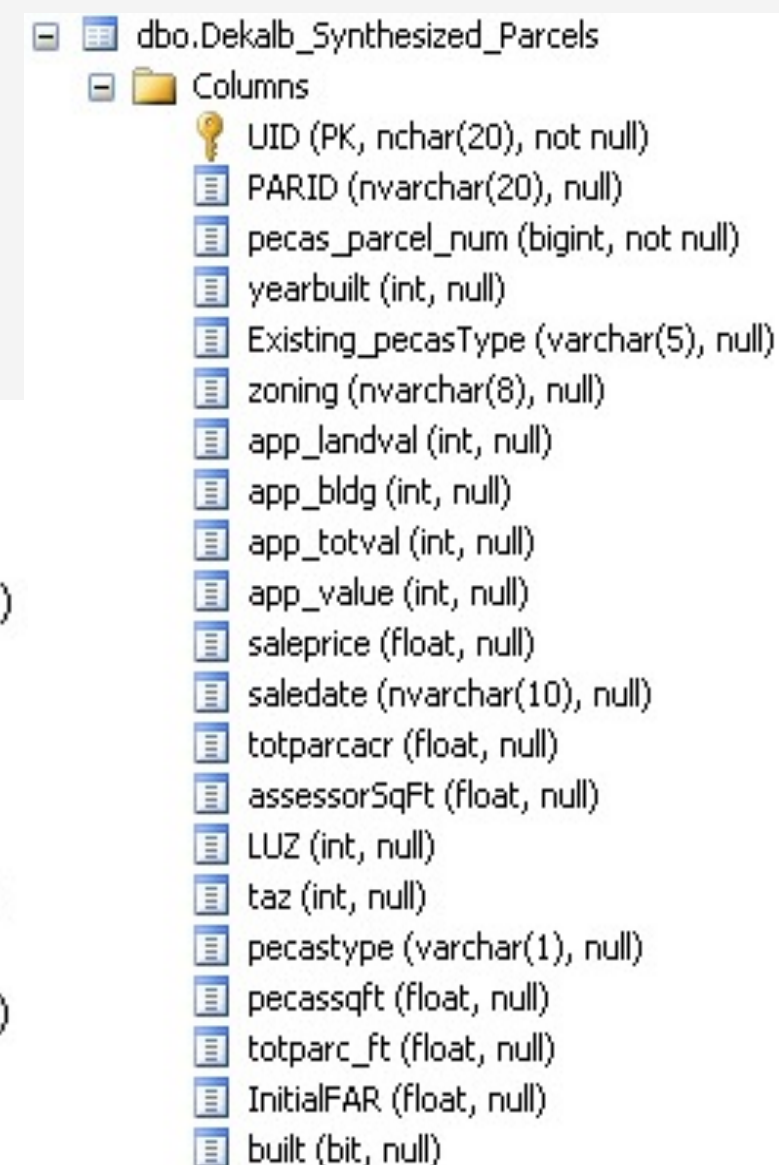 dbo.Dekalb_Synthesized_Parcels
Columns
UID (PK, nchar(20), not null)
PARID (nvarchar(20), null)
pecas_parcel_num (bigint, not null)
yearbuilt (int, null)
Existing_pecasType (varchar(5), null)
zoning (nvarchar(8), null)
app_landval (int, null)
app_bldg (int, null)
app_totval (int, null)
app_value (int, null)
)
saleprice (float, null)
saledate (nvarchar(10), null)
totparcacr (float, null)
assessorSqFt (float, null)
LUZ (int, null)
taz (int, null)
pecastype (varchar(1), null)
pecassqft (float, null)
)
totparc_ft (float, null)
InitialFAR (float, null)
built (bit, null)